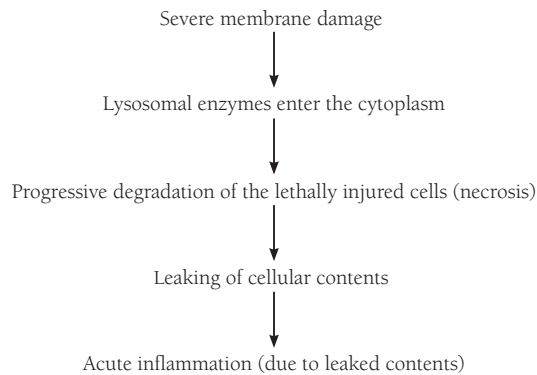 Severe membrane damage
Lysosomal enzymes enter the cytoplasm
Progressive degradation of the lethally injured cells (necrosis)
Leaking of cellular contents
Acute inflammation (due to leaked contents)